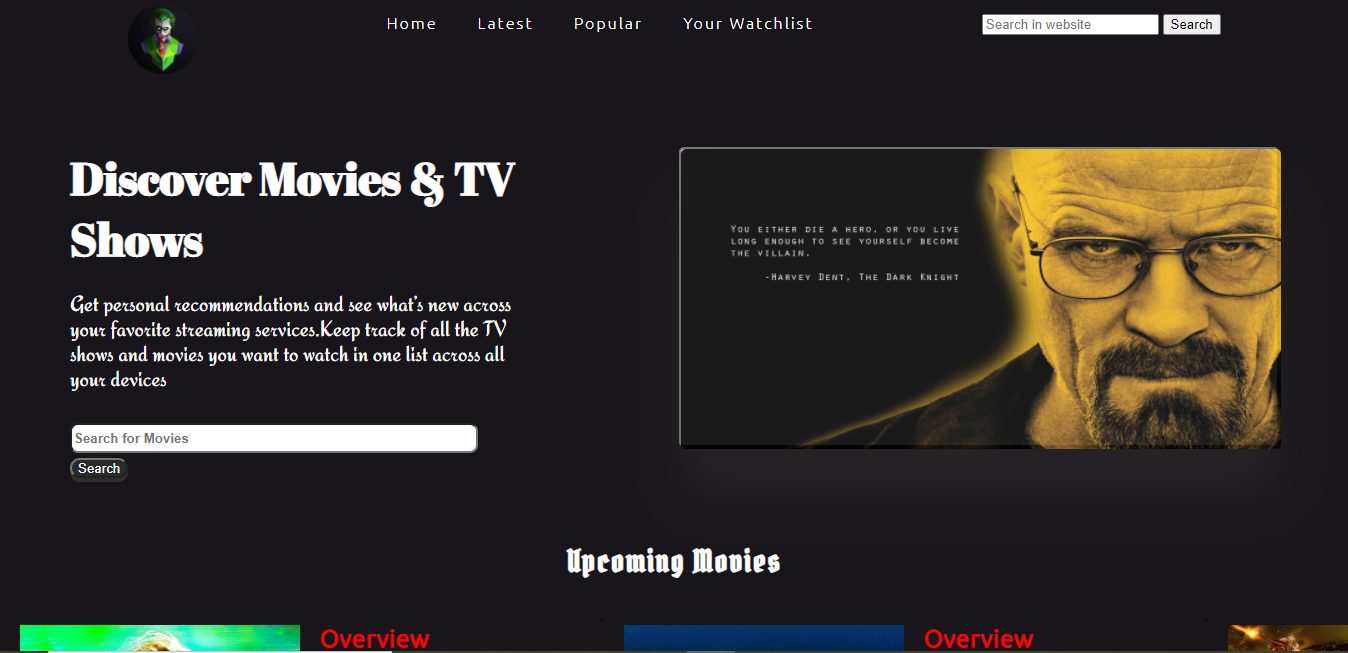 Home Latest Popular Your Watchlist
Search in website Search
Discover Movies & TV
Shows
Get personal recommendations and see what's new across
your favorite streaming services.Keep track of all the TV
shows and movies you want to watch in one list across all
your devices
Search for Movies
Search
You either die a hero, or you live
long enough to see yourself become
the villain.
-Harvey Dent, The Dark Knight
Upcoming Movies
Overview Overview